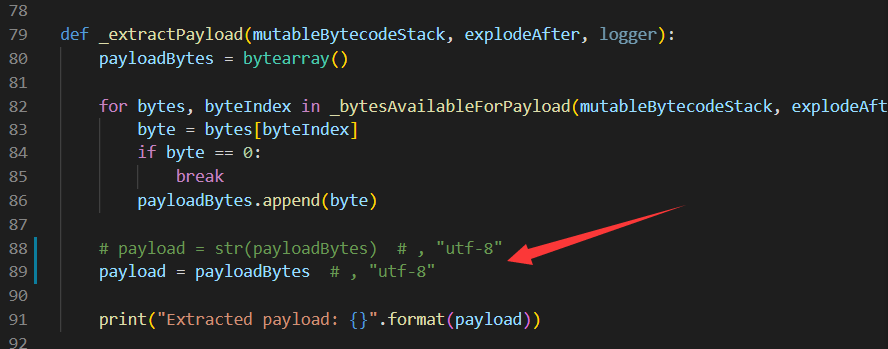 78
79 def _extractPayload(mutableBytecodeStack, explodeAfter, logger):
80 payloadBytes = bytearray()
81
82 for bytes, byteIndex in _bytesAvailableForPayload(mutableBytecodeStack, explodeAft
83 byte = bytes[byteIndex]
84 if byte == 0:
85 break
86 payloadBytes.append(byte)
87
88 # payload = str(payloadBytes)  # , "utf-8"
89 payload = payloadBytes  # , "utf-8"
90
91 print("Extracted payload: {}".format(payload))
92